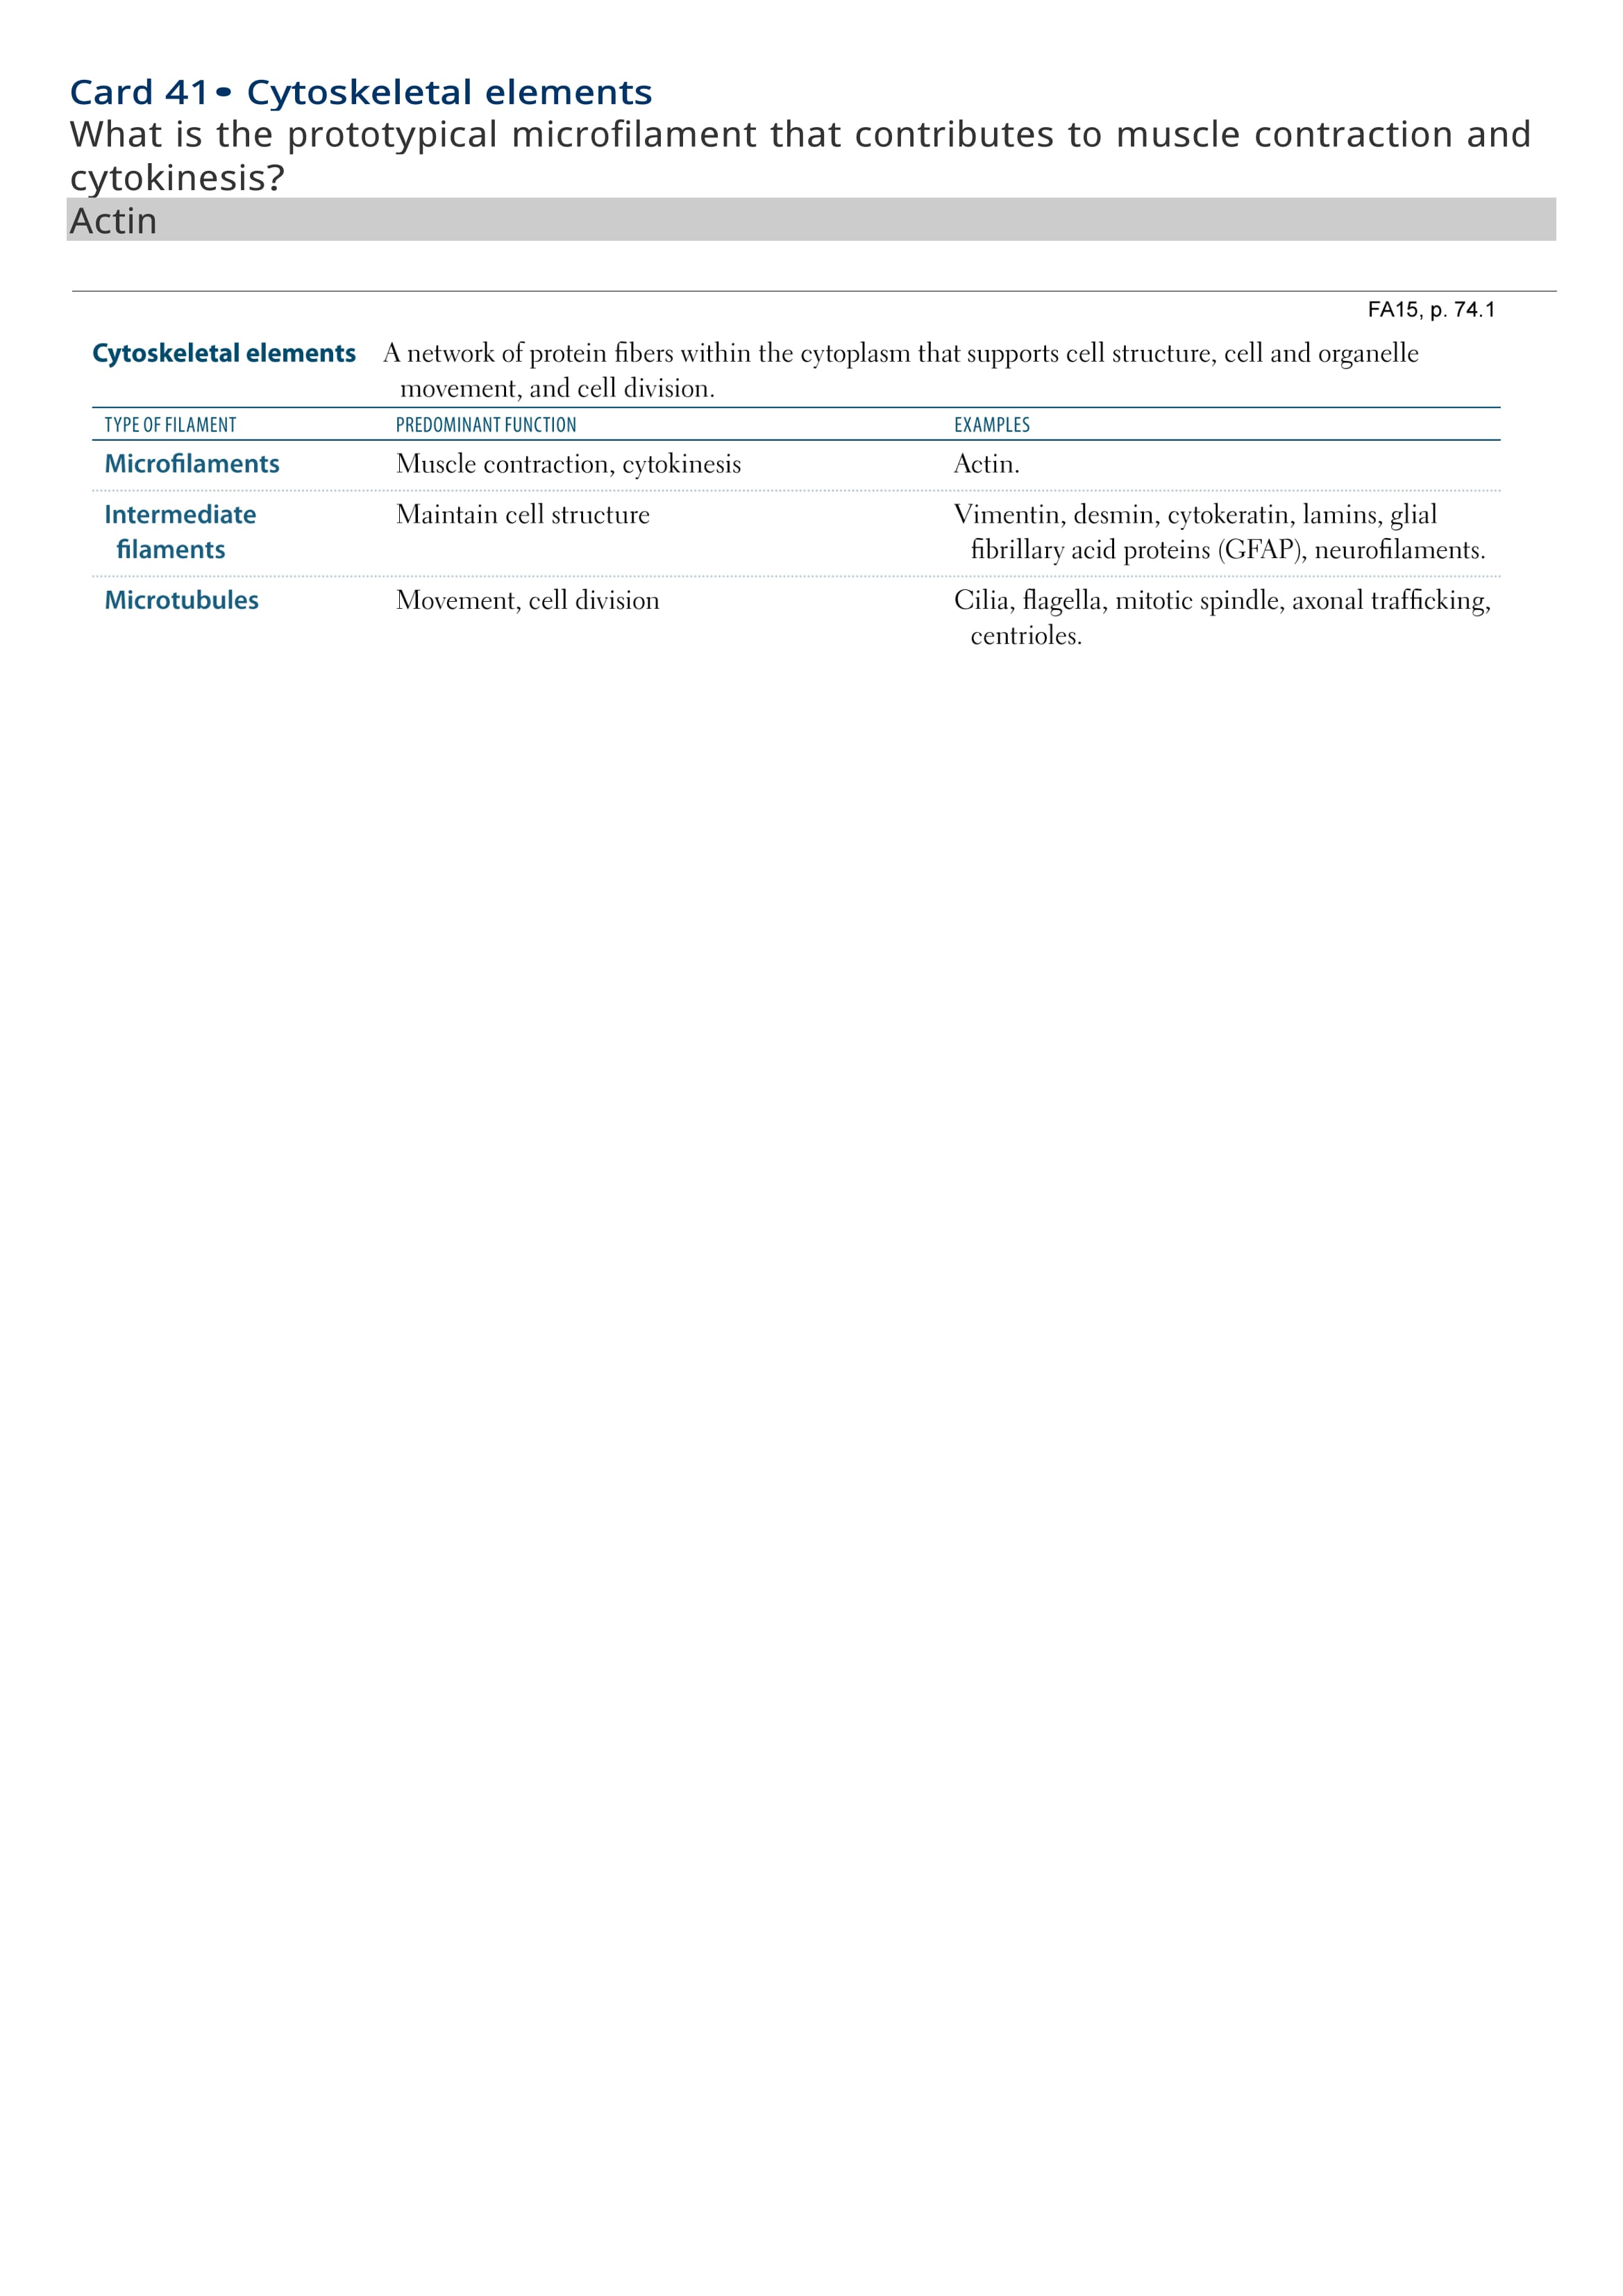 Card 41• Cytoskeletal elements
What is the prototypical microfilament that contributes to muscle contraction and
cytokinesis?
Actin
FA15, p. 74.1
Cytoskeletal elements A network of protein fibers within the cytoplasm that supports cell structure, cell and organelle
movement, and cell division.
TYPE OF FILAMENT PREDOMINANT FUNCTION EXAMPLES
Microfilaments Muscle contraction, cytokinesis Actin.
Intermediate Maintain cell structure Vimentin, desmin, cytokeratin, lamins, glial
filaments fibrillary acid proteins (GFAP), neurofilaments.
Microtubules Movement, cell division Cilia, flagella, mitotic spindle, axonal trafficking,
centrioles.